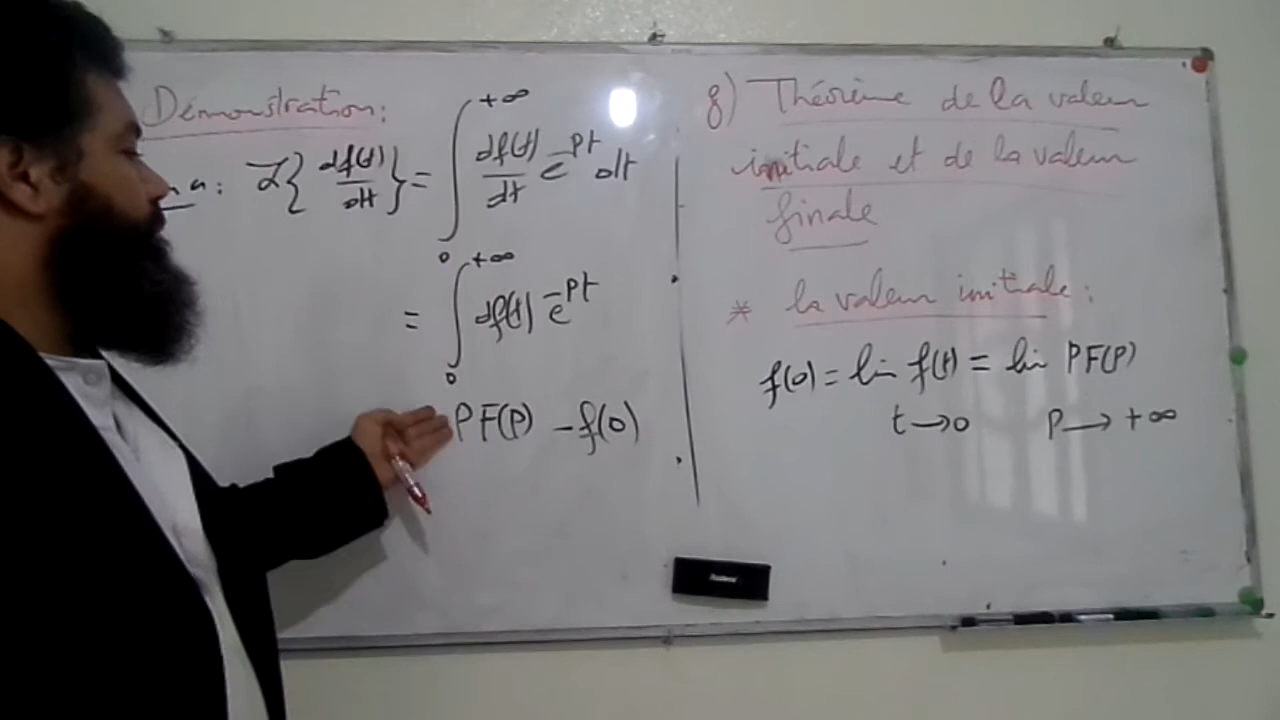 Démonstration:
n a: ℒ{df(t)/dt} = ∫₀^{+∞} df(t)/dt e^{-pt} dt
= ∫₀^{+∞} df(t) e^{-pt}
PF(P) - f(0)
8) Théorème de la valeur
initiale et de la valeur
finale
* la valeur initiale:
f(0) = lim f(t) = lim PF(P)
t → 0 P → +∞